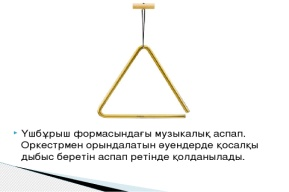 Үшбұрыш формасындағы музыкалық аспап.
Оркестрмен орындалатын әуендерде қосалқы
дыбыс беретін аспап ретінде қолданылады.